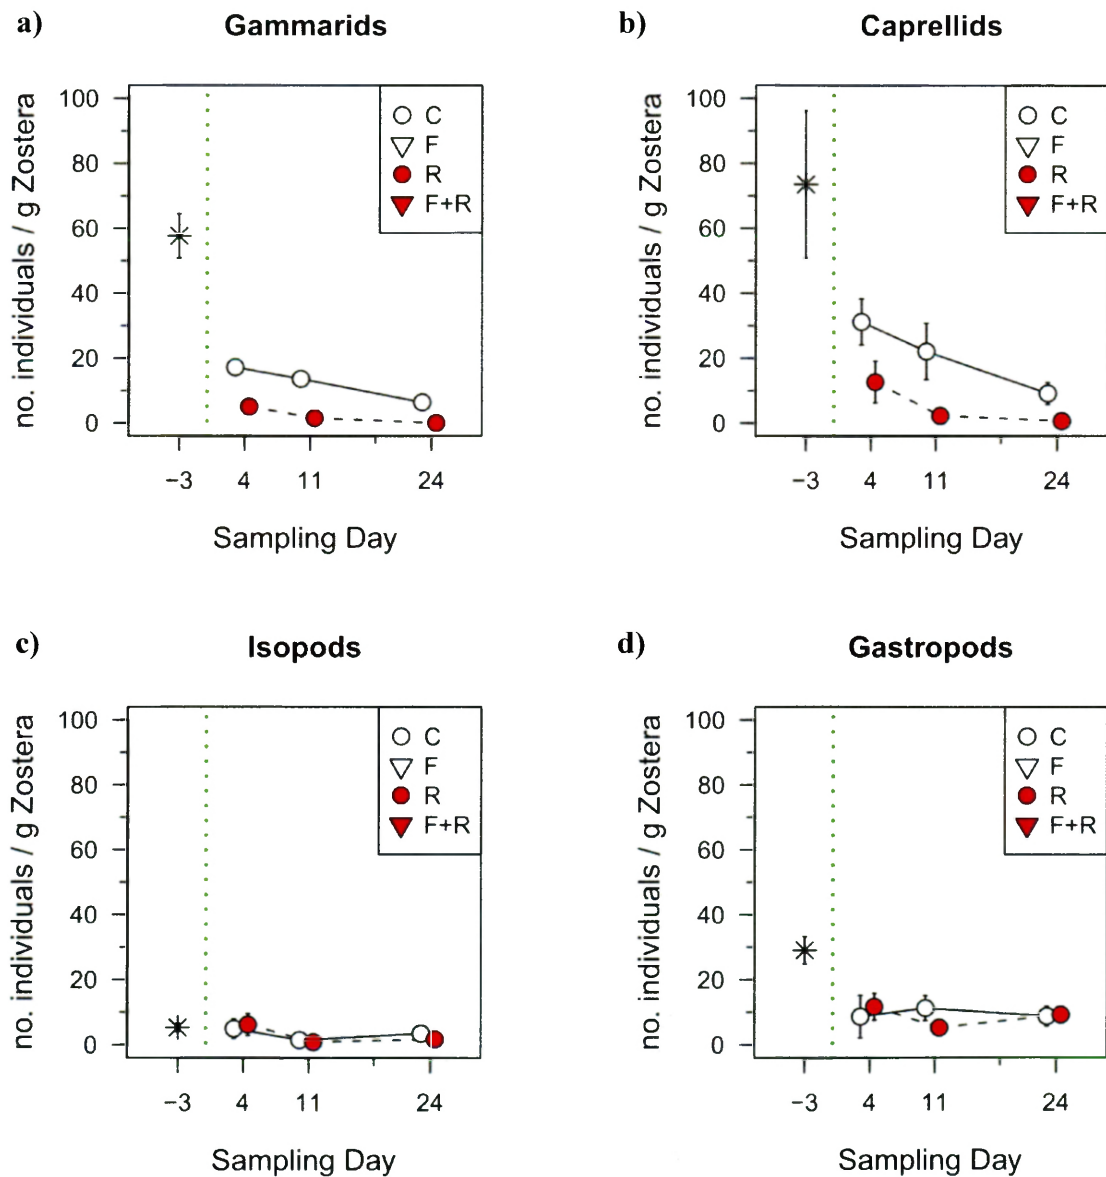 a)
Gammarids
no. individuals / g Zostera
100
80
60
40
20
0
C
F
R
F+R
−3 4 11 24
Sampling Day
b)
Caprellids
no. individuals / g Zostera
100
80
60
40
20
0
C
F
R
F+R
−3 4 11 24
Sampling Day
c)
Isopods
no. individuals / g Zostera
100
80
60
40
20
0
C
F
R
F+R
−3 4 11 24
Sampling Day
d)
Gastropods
no. individuals / g Zostera
100
80
60
40
20
0
C
F
R
F+R
−3 4 11 24
Sampling Day